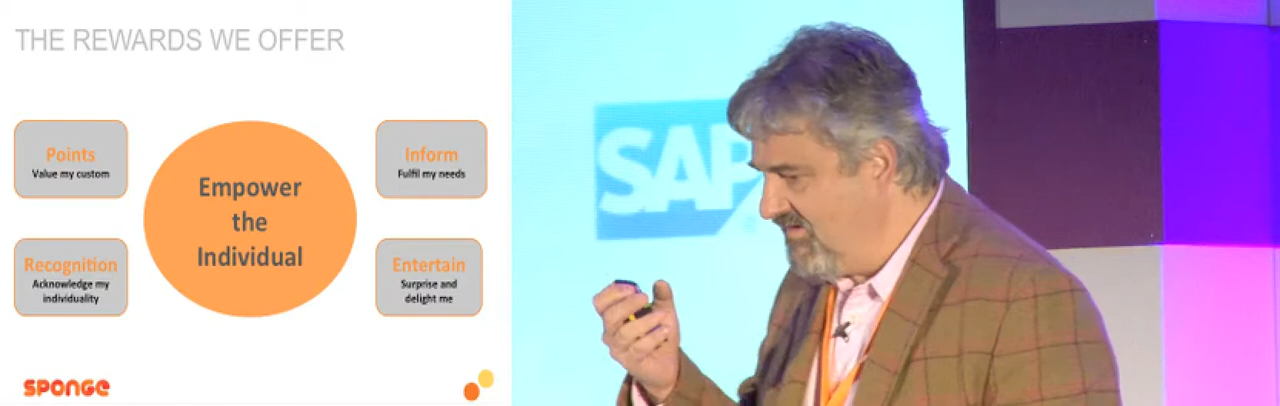 THE REWARDS WE OFFER
Points
Value my custom
Recognition
Acknowledge my
individuality
Empower
the
Individual
Inform
Fulfil my needs
Entertain
Surprise and
delight me
SPONGE
SAP